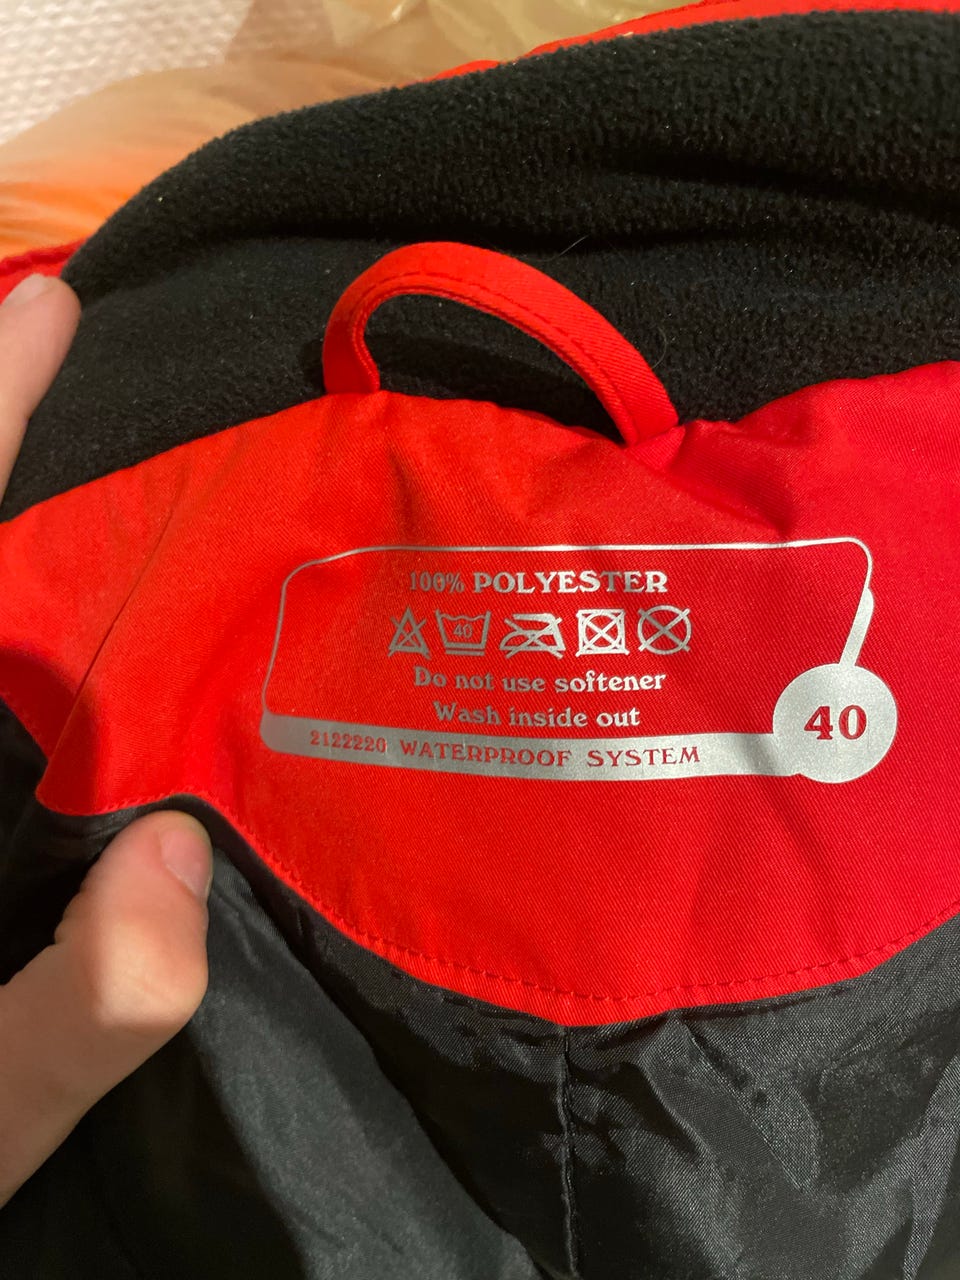 100% POLYESTER
40
Do not use softener
Wash inside out
2122220 WATERPROOF SYSTEM
40